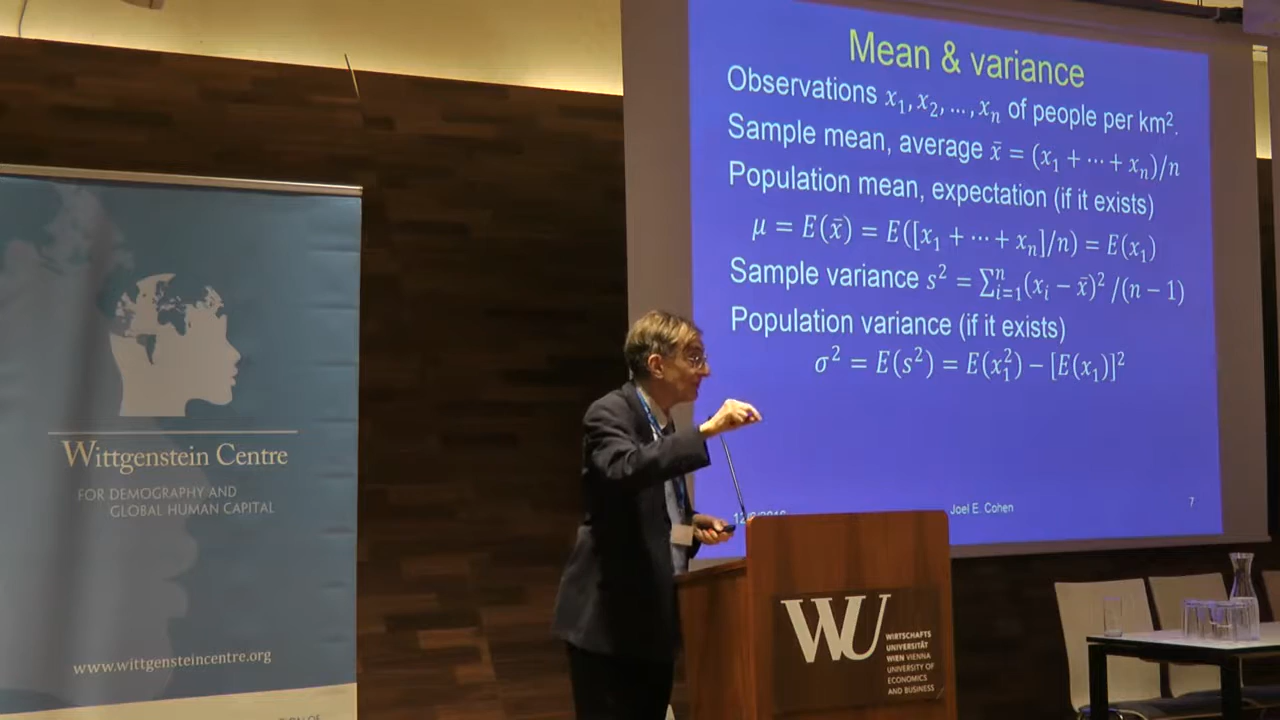 Mean & variance
Observations x₁, x₂, …, xₙ of people per km².
Sample mean, average x̄ = (x₁ + ⋯ + xₙ)/n
Population mean, expectation (if it exists)
μ = E(x̄) = E([x₁ + ⋯ + xₙ]/n) = E(x₁)
Sample variance s² = ∑ⁿᵢ₌₁(xᵢ − x̄)² /(n − 1)
Population variance (if it exists)
σ² = E(s²) = E(x₁²) − [E(x₁)]²
Joel E. Cohen
7
Wittgenstein Centre
FOR DEMOGRAPHY AND
GLOBAL HUMAN CAPITAL
www.wittgensteincentre.org
WU
WIRTSCHAFTS
UNIVERSITÄT
WIEN VIENNA
UNIVERSITY OF
ECONOMICS
AND BUSINESS